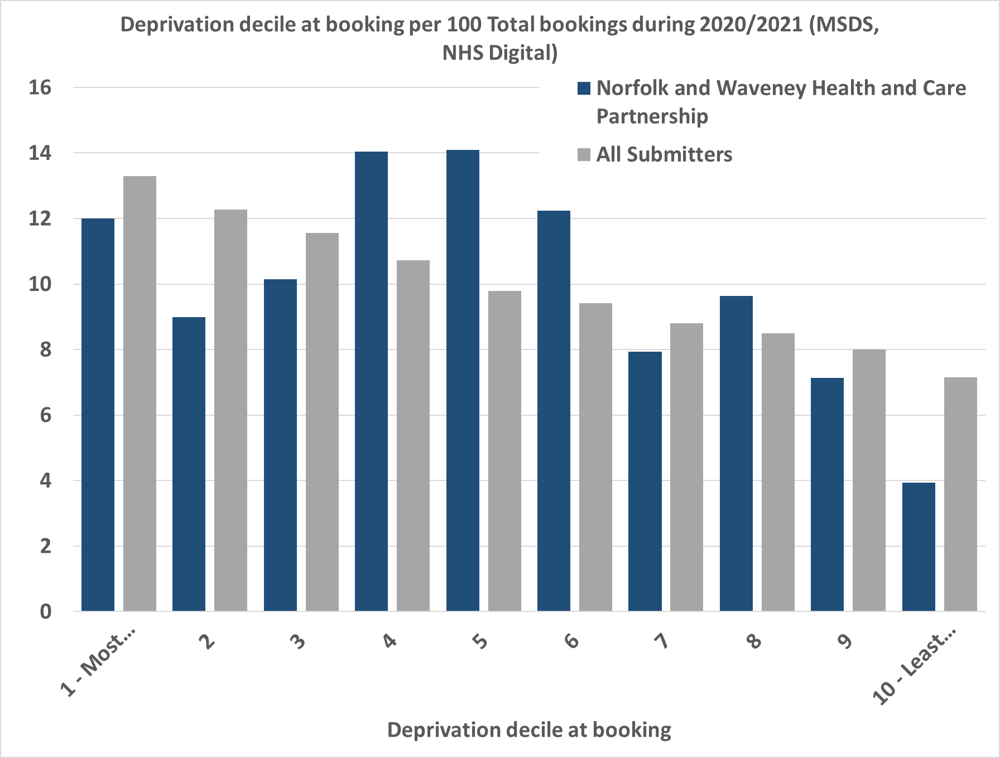 Deprivation decile at booking per 100 Total bookings during 2020/2021 (MSDS,
NHS Digital)
Norfolk and Waveney Health and Care
Partnership
All Submitters
16
14
12
10
8
6
4
2
0
1 - Most...
2
3
4
5
6
7
8
9
10 - Least...
Deprivation decile at booking